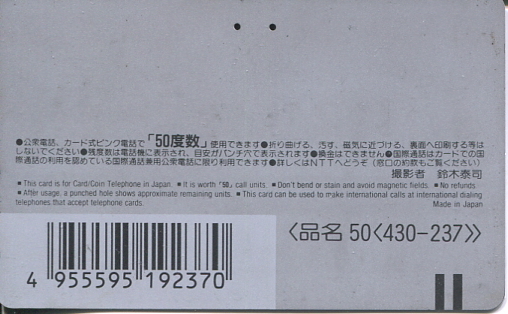 ●公衆電話、カード式ピンク電話で「50度数」使用できます●折り曲げる、汚す、磁気に近づける、裏面へ印刷する等は
しないでください●残度数は電話機に表示され、目安がパンチ穴で表示されます●換金はできません●国際通話はカードでの国
際通話の利用を認めている国際通話兼用公衆電話に限り利用できます●詳しくはNTTへどうぞ(窓口の約款もご覧ください)
撮影者 鈴木泰司
■This card is for Card/Coin Telephone in Japan. ■It is worth「50」call units. ■Don't bend or stain and avoid magnetic fields. ■No refunds.
■After usage, a punched hole shows approximate remaining units. ■This card can be used to make international calls at international dialing
telephones that accept telephone cards. Made in Japan
〈品名 50〈430-237〉〉
4 955595 192370